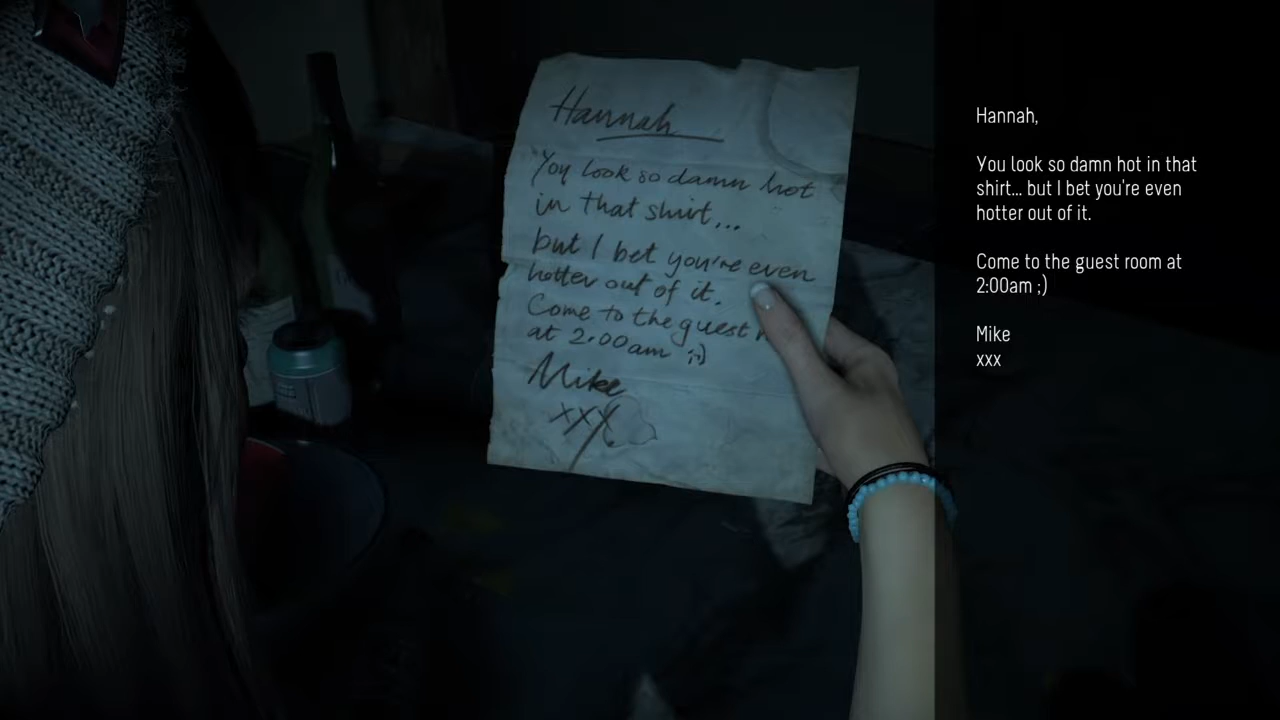 Hannah
You look so damn hot
in that shirt...
but I bet you're even
hotter out of it.
Come to the guest
at 2.00am ;)
Mike
xxx
Hannah,
You look so damn hot in that
shirt... but I bet you're even
hotter out of it.
Come to the guest room at
2:00am ;)
Mike
xxx